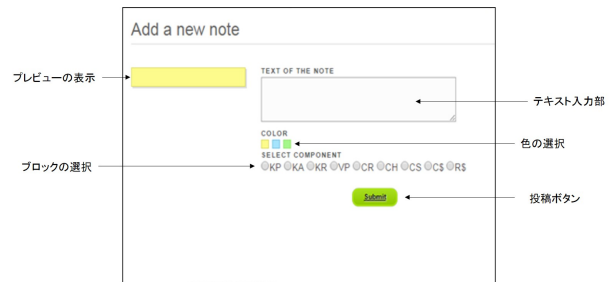 Add a new note
プレビューの表示
TEXT OF THE NOTE
テキスト入力部
COLOR
色の選択
SELECT COMPONENT
ブロックの選択
KP KA KR VP CR CH CS C$ R$
Submit
投稿ボタン